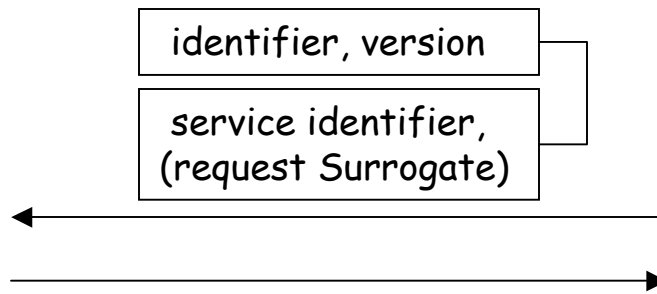 identifier, version
service identifier,
(request Surrogate)